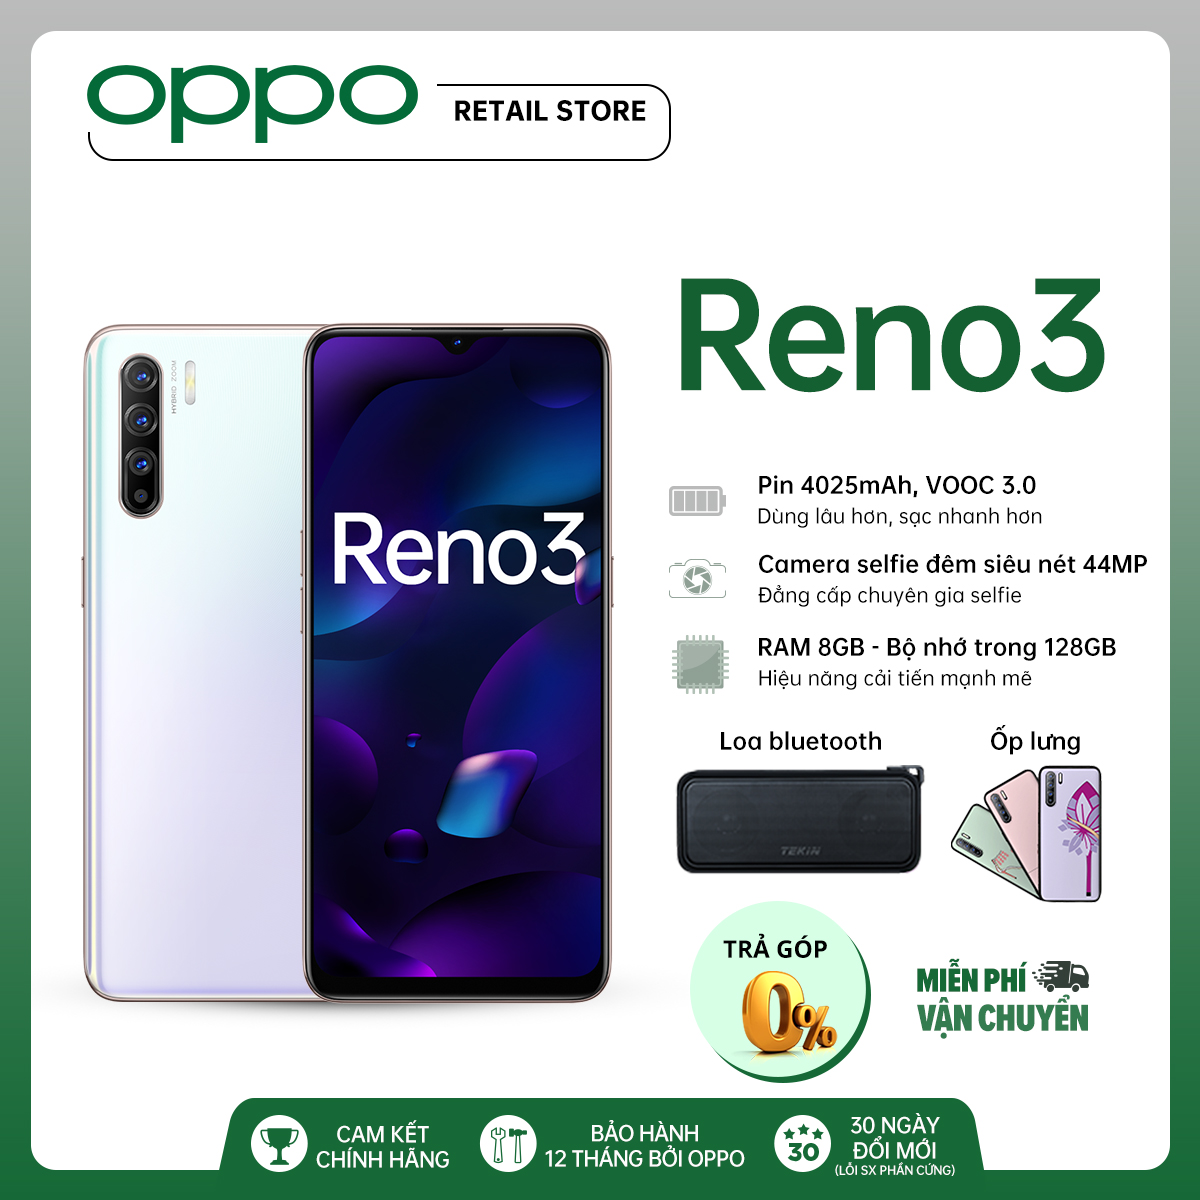 oppo
RETAIL STORE
Reno3
HYBRID ZOOM
Reno3
Pin 4025mAh, VOOC 3.0
Dùng lâu hơn, sạc nhanh hơn
Camera selfie đêm siêu nét 44MP
Đẳng cấp chuyên gia selfie
RAM 8GB - Bộ nhớ trong 128GB
Hiệu năng cải tiến mạnh mẽ
Loa bluetooth
Ốp lưng
TEKIN
TRẢ GÓP
0%
MIỄN PHÍ
VẬN CHUYỂN
CAM KẾT
CHÍNH HÃNG
BẢO HÀNH
12 THÁNG BỞI OPPO
30
30 NGÀY
ĐỔI MỚI
(LỖI SX PHẦN CỨNG)